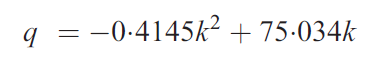 q = −0·4145k² + 75·034k